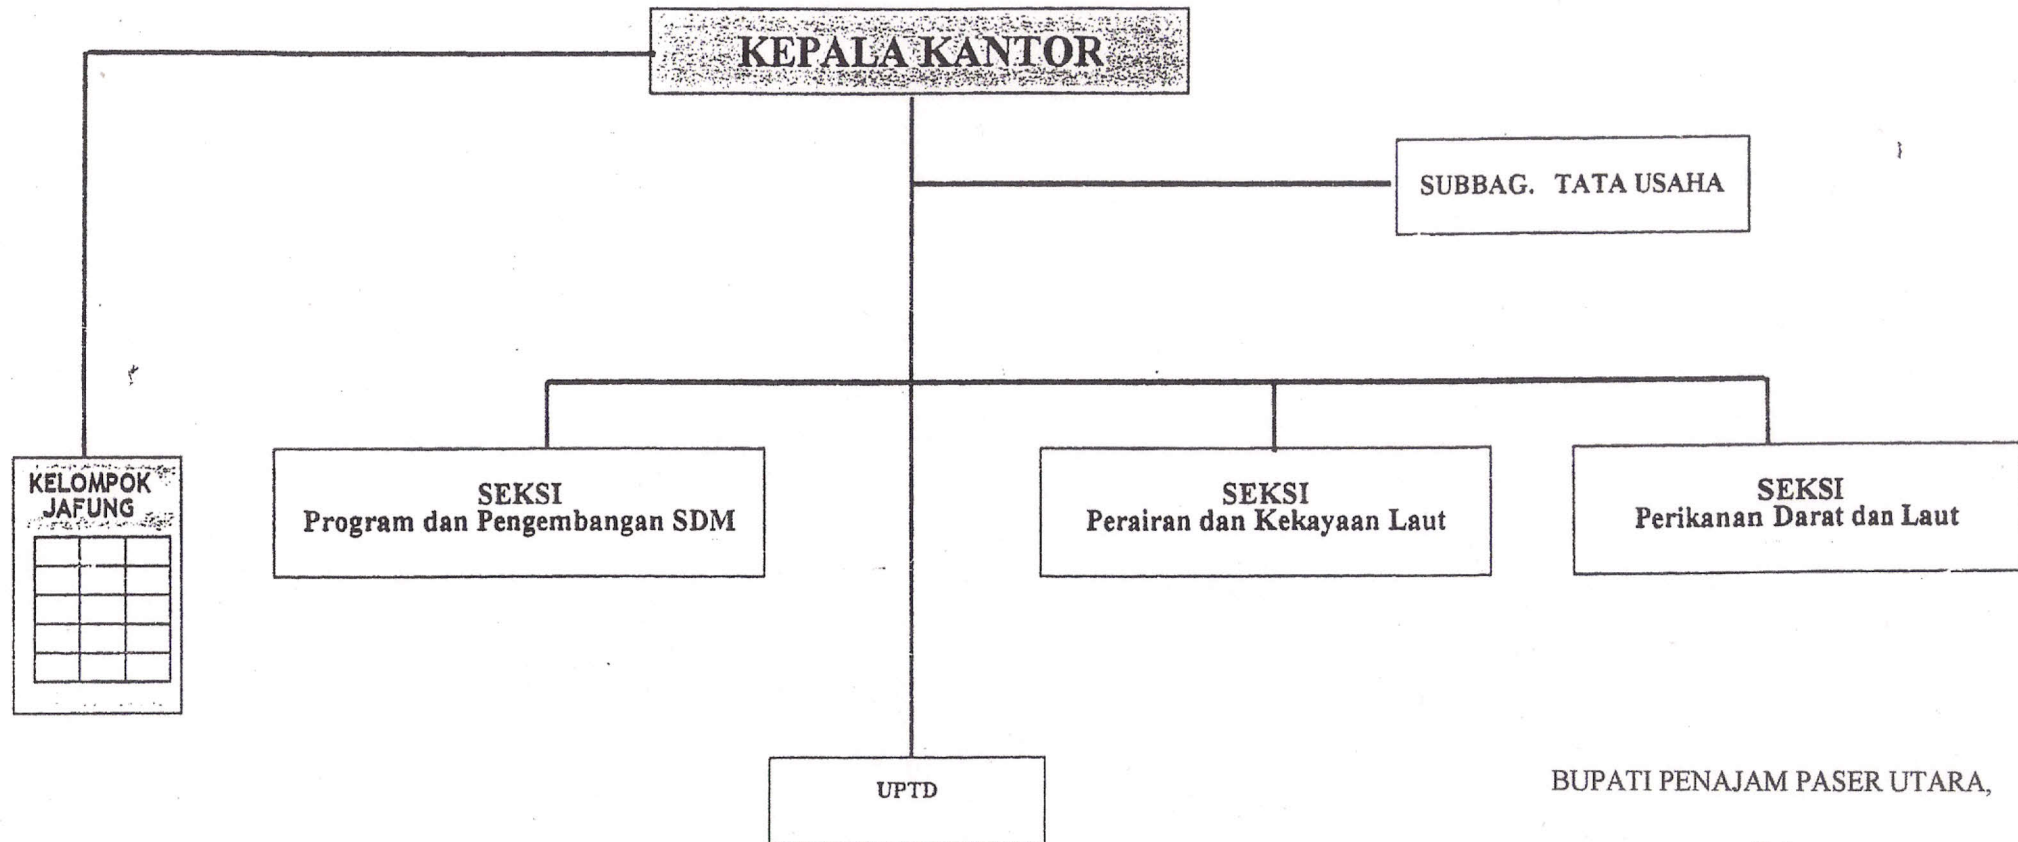 KEPALA KANTOR
SUBBAG. TATA USAHA
KELOMPOK
JAFUNG
SEKSI
Program dan Pengembangan SDM
SEKSI
Perairan dan Kekayaan Laut
SEKSI
Perikanan Darat dan Laut
UPTD
BUPATI PENAJAM PASER UTARA,